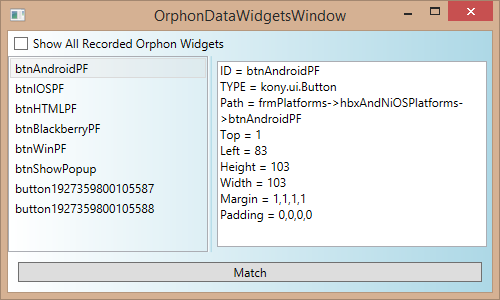 OrphonDataWidgetsWindow
Show All Recorded Orphon Widgets
btnAndroidPF
btnIOSPF
btnHTMLPF
btnBlackberryPF
btnWinPF
btnShowPopup
button1927359800105587
button1927359800105588
ID = btnAndroidPF
TYPE = kony.ui.Button
Path = frmPlatforms->hbxAndNiOSPlatforms-
>btnAndroidPF
Top = 1
Left = 83
Height = 103
Width = 103
Margin = 1,1,1,1
Padding = 0,0,0,0
Match